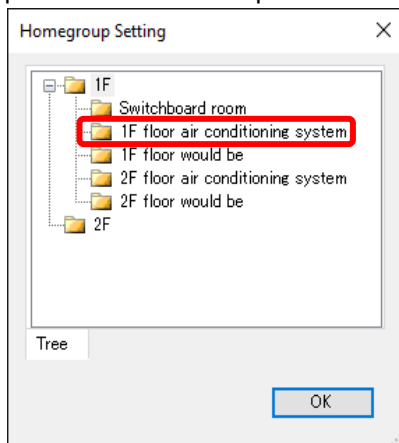 Homegroup Setting
1F
Switchboard room
1F floor air conditioning system
1F floor would be
2F floor air conditioning system
2F floor would be
2F
Tree
OK